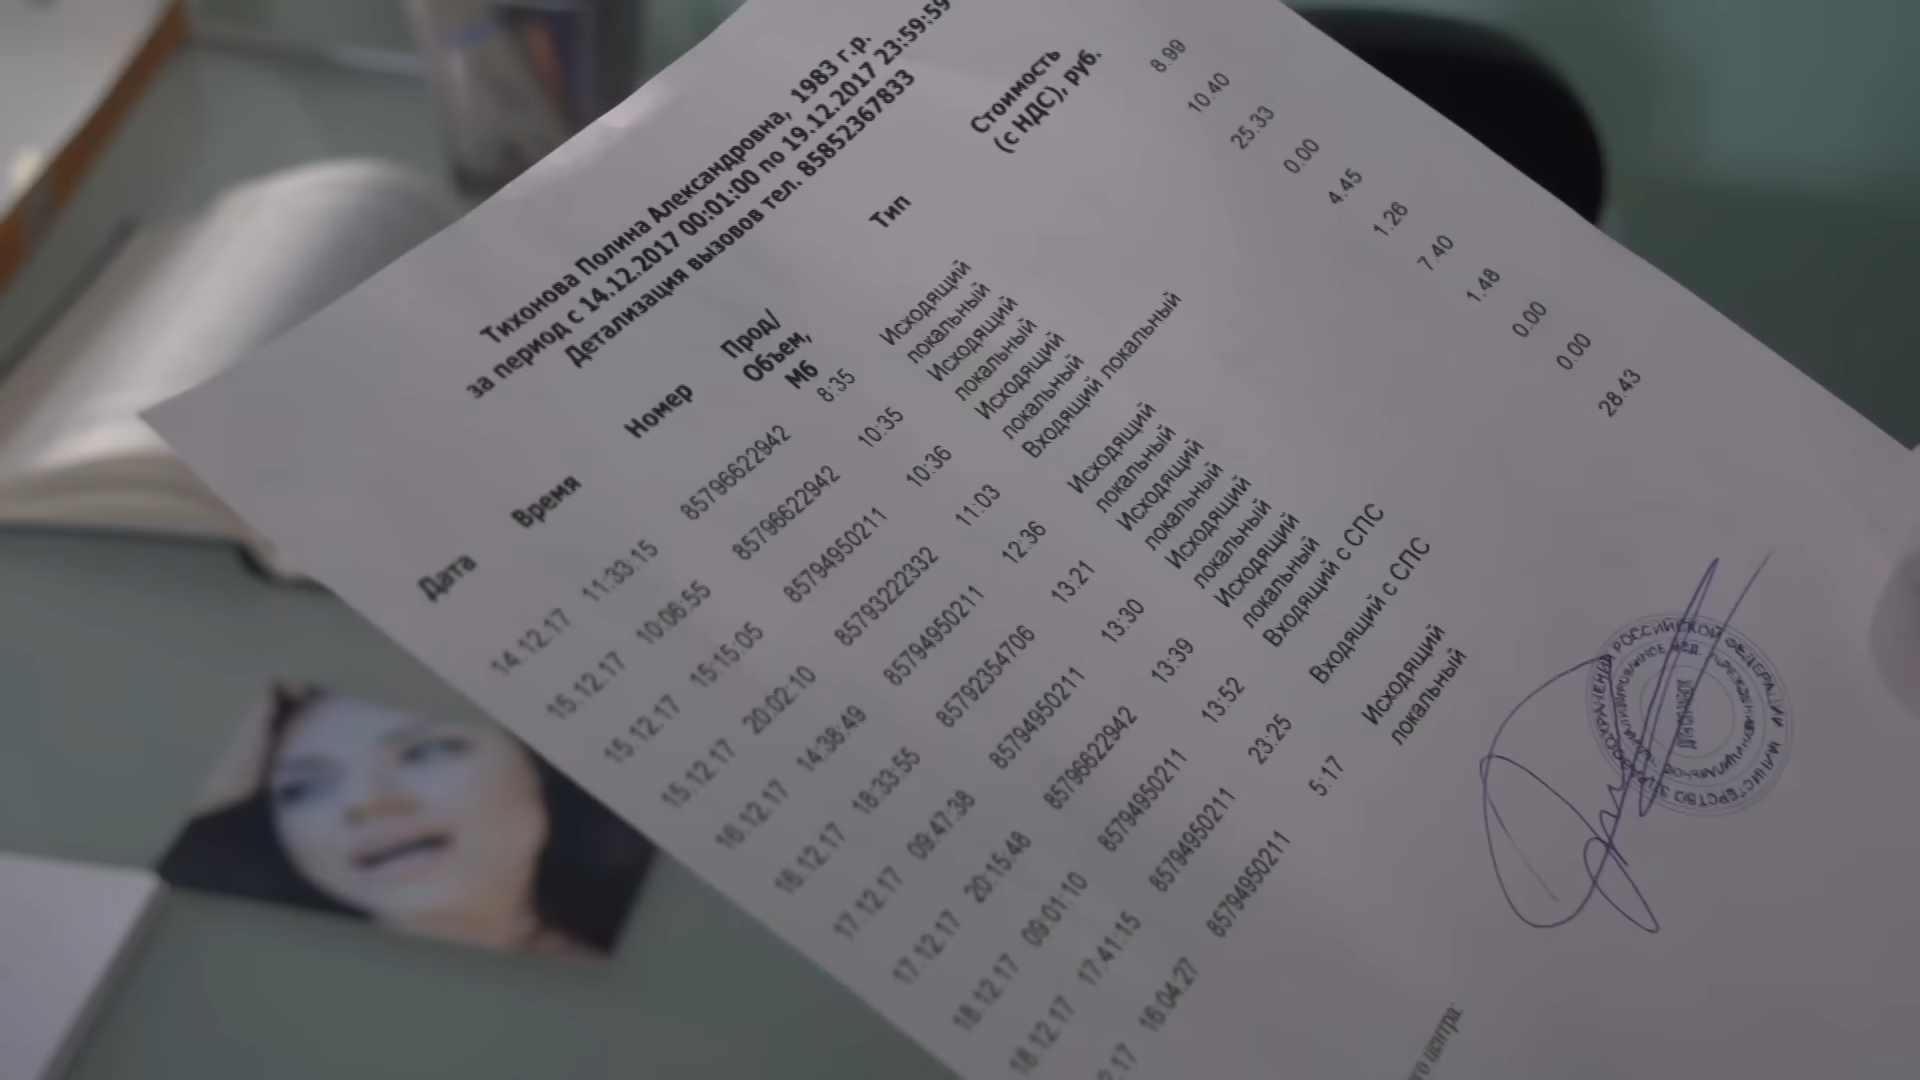 Тихонова Полина Александровна, 1983 г.р.
за период с 14.12.2017 00:01:00 по 19.12.2017 23:59:59
Детализация вызовов тел. 85852367833
Дата Время Номер Прод/ Объем, Мб Тип Стоимость (с НДС), руб.
14.12.17 11:33:15 85796622942 8:35 Исходящий локальный 8.99
15.12.17 10:06:55 85796622942 10:35 Исходящий локальный 10.40
15.12.17 15:15:05 85794950211 10:36 Исходящий локальный 25.33
15.12.17 20:02:10 85793222332 11:03 Входящий локальный 0.00
16.12.17 14:38:49 85794950211 12:36 Исходящий локальный 4.45
16.12.17 18:33:55 85792354706 13:21 Исходящий локальный 1.26
17.12.17 09:47:38 85794950211 13:30 Исходящий локальный 7.40
17.12.17 20:15:48 85796622942 13:39 Исходящий локальный 1.48
18.12.17 09:01:10 85794950211 13:52 Входящий с СПС 0.00
18.12.17 17:41:15 85794950211 23:25 Входящий с СПС 0.00
16:04:27 85794950211 5:17 Исходящий локальный 28.43
МИНИСТЕРСТВО ЗДРАВООХРАНЕНИЯ РОССИЙСКОЙ ФЕДЕРАЦИИ
центра: